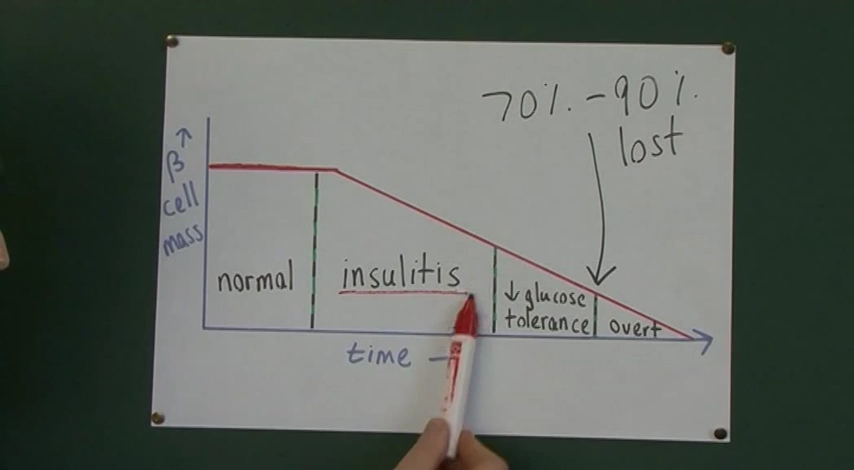 70% - 90%
lost
↑
β
cell
mass
normal
insulitis
↓ glucose
tolerance
overt
time →